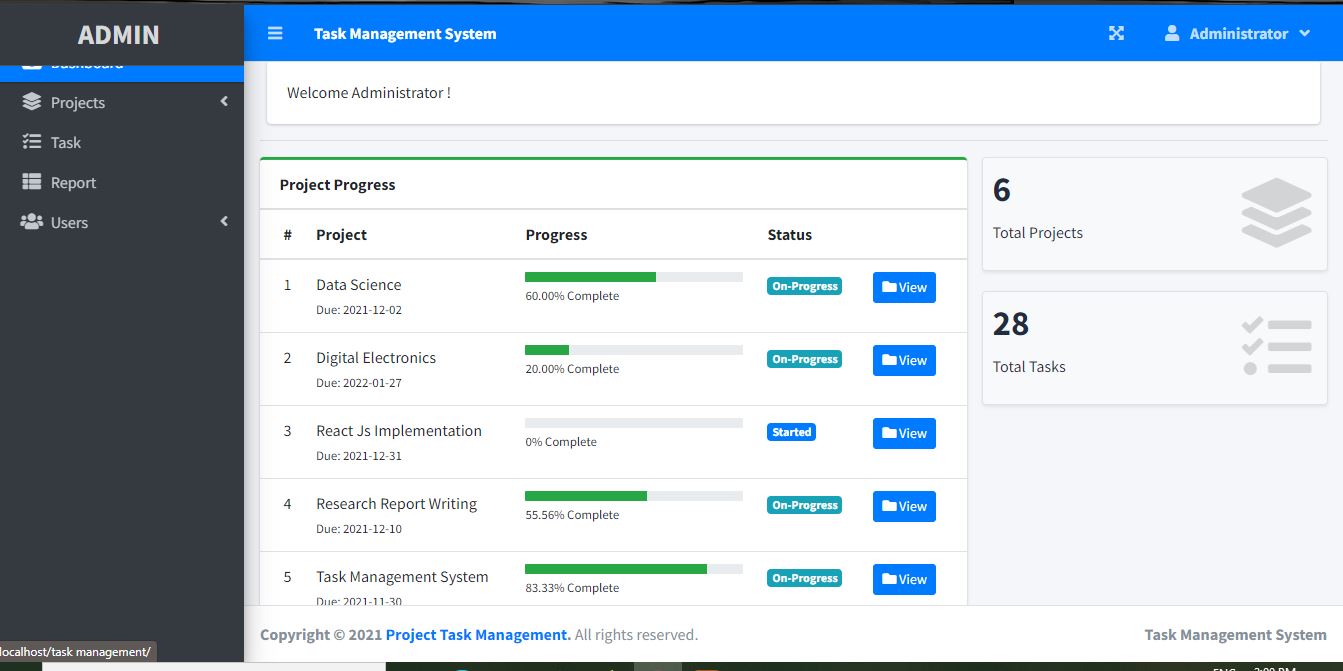 ADMIN
Task Management System
Administrator
Dashboard
Projects
Task
Report
Users
Welcome Administrator !
Project Progress
# Project Progress Status
1 Data Science 60.00% Complete On-Progress View
Due: 2021-12-02
2 Digital Electronics 20.00% Complete On-Progress View
Due: 2022-01-27
3 React Js Implementation 0% Complete Started View
Due: 2021-12-31
4 Research Report Writing 55.56% Complete On-Progress View
Due: 2021-12-10
5 Task Management System 83.33% Complete On-Progress View
Due: 2021-11-30
6
Total Projects
28
Total Tasks
Copyright © 2021 Project Task Management. All rights reserved.
Task Management System
localhost/task management/